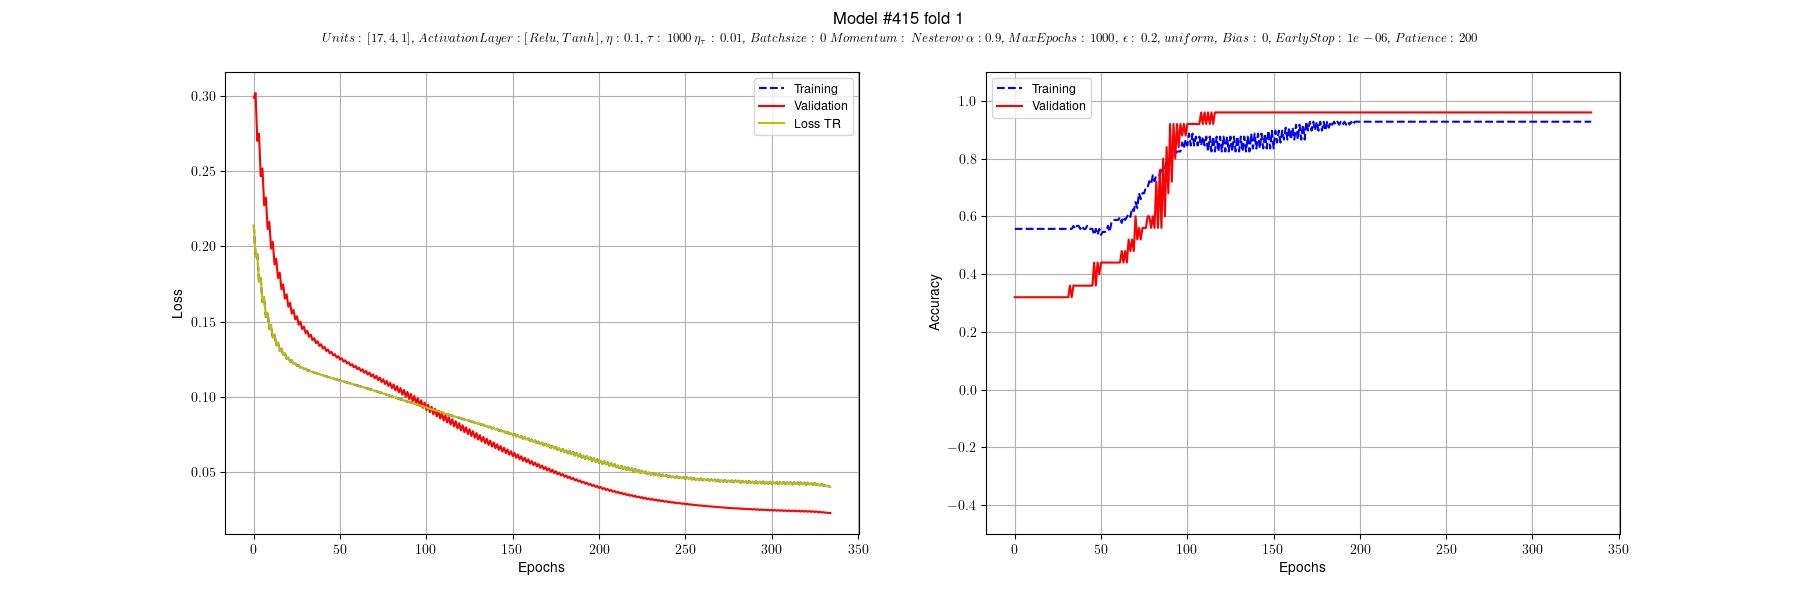 Model #415 fold 1
Units : [17, 4, 1], ActivationLayer : [Relu, Tanh], η : 0.1, τ : 1000 ητ : 0.01, Batchsize : 0 Momentum : Nesterov α : 0.9, MaxEpochs : 1000, ϵ : 0.2, uniform, Bias : 0, EarlyStop : 1e − 06, Patience : 200
Loss
0.30
0.25
0.20
0.15
0.10
0.05
Training
Validation
Loss TR
0 50 100 150 200 250 300 350
Epochs
Accuracy
1.0
0.8
0.6
0.4
0.2
0.0
−0.2
−0.4
Training
Validation
0 50 100 150 200 250 300 350
Epochs